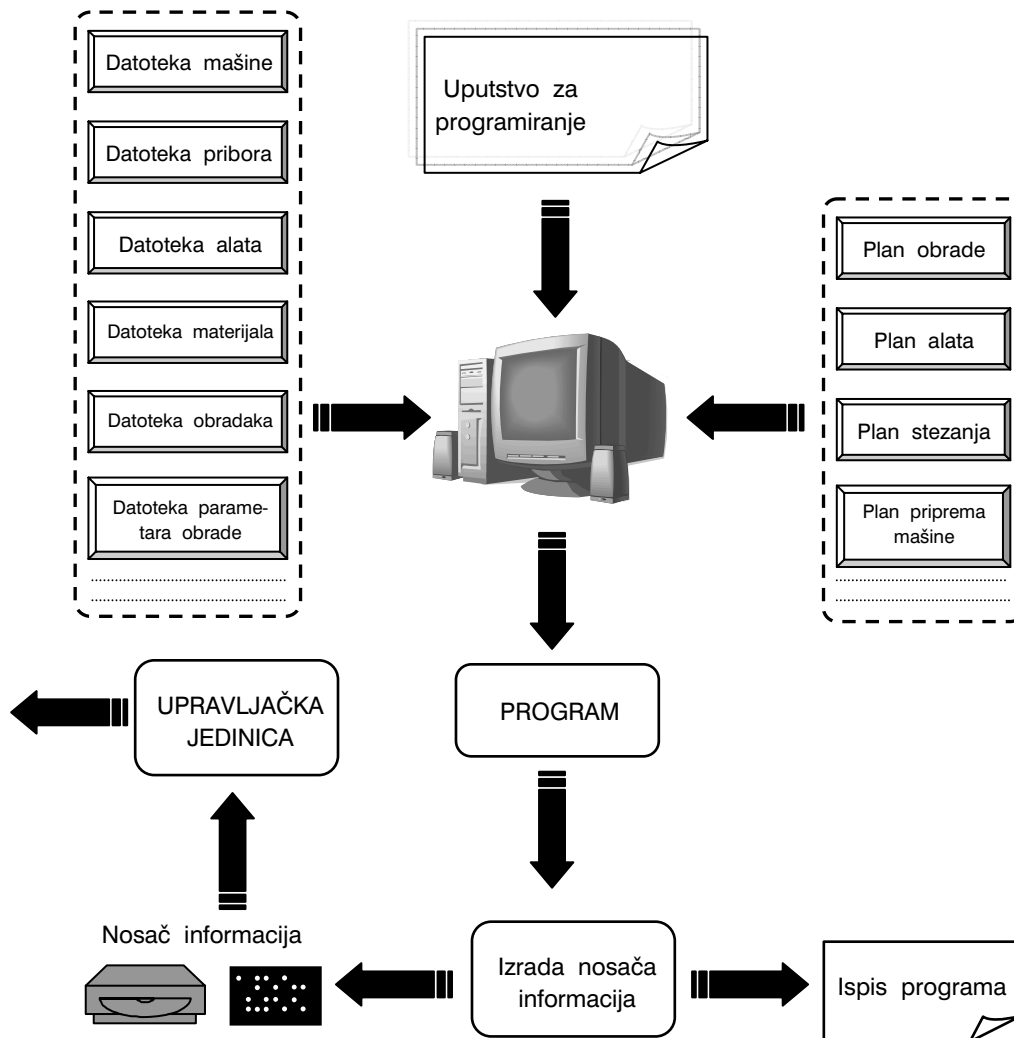 Datoteka mašine
Datoteka pribora
Datoteka alata
Datoteka materijala
Datoteka obradaka
Datoteka parame-
tara obrade
Uputstvo za
programiranje
Plan obrade
Plan alata
Plan stezanja
Plan priprema
mašine
UPRAVLJAČKA
JEDINICA
PROGRAM
Nosač informacija
Izrada nosača
informacija
Ispis programa